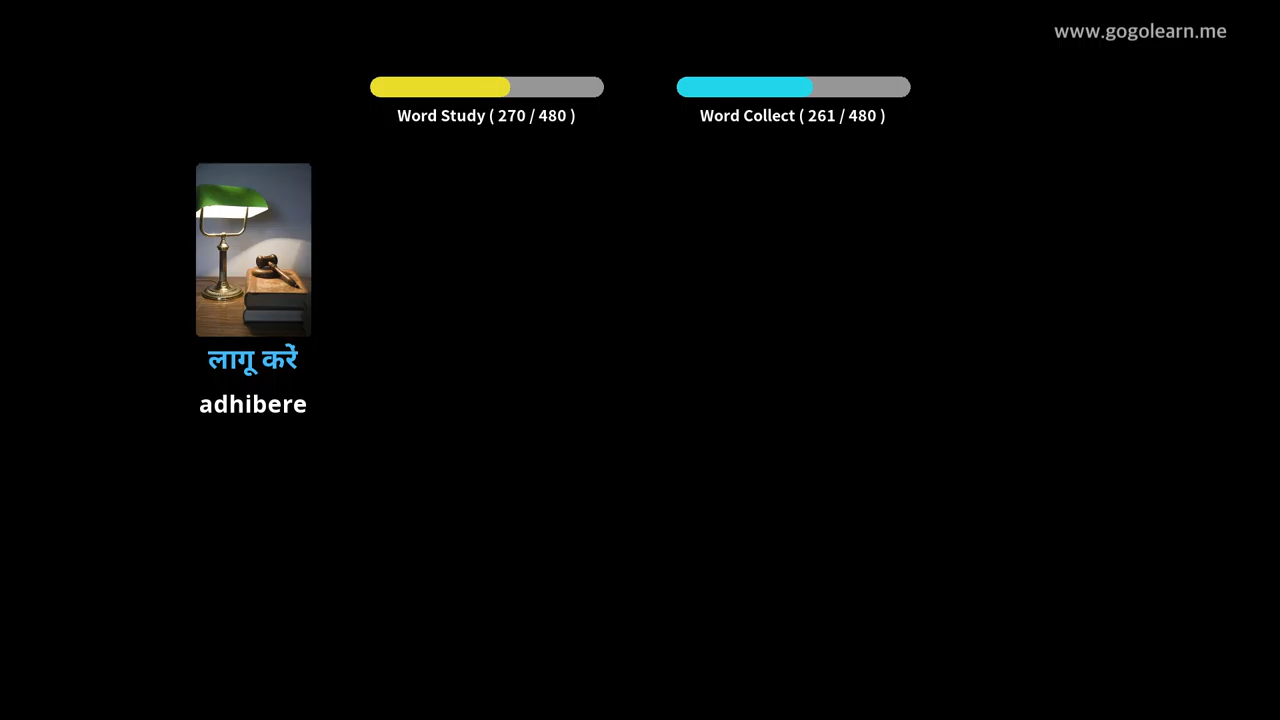 www.gogolearn.me
Word Study ( 270 / 480 )
Word Collect ( 261 / 480 )
लागू करें
adhibere